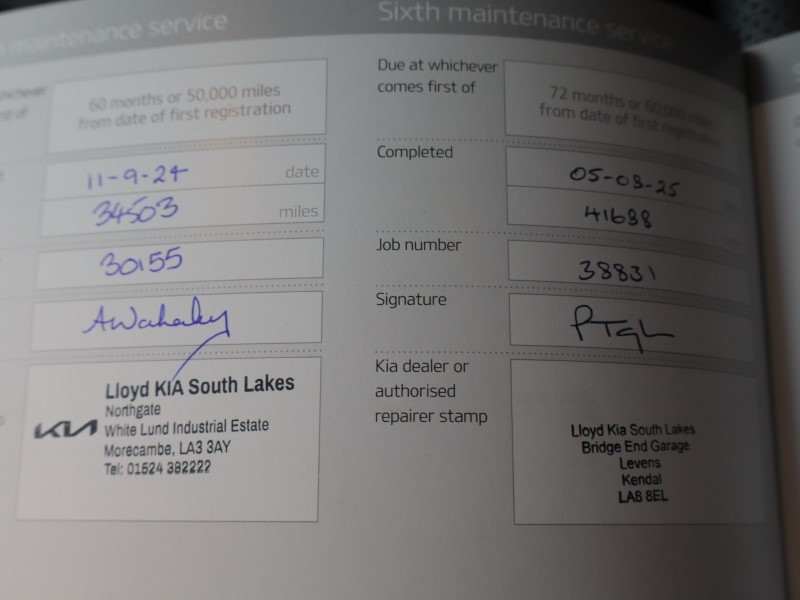 maintenance service
60 months or 50,000 miles
from date of first registration
11-9-24 date
34503 miles
30155
AWahaley
Lloyd KIA South Lakes
KIA
Northgate
White Lund Industrial Estate
Morecambe, LA3 3AY
Tel: 01524 382222
Sixth maintenance service
Due at whichever
comes first of
72 months or 60,000 miles
from date of first registration
Completed
05-08-25
41688
Job number
38831
Signature
Kia dealer or
authorised
repairer stamp
Lloyd Kia South Lakes
Bridge End Garage
Levens
Kendal
LA8 8EL